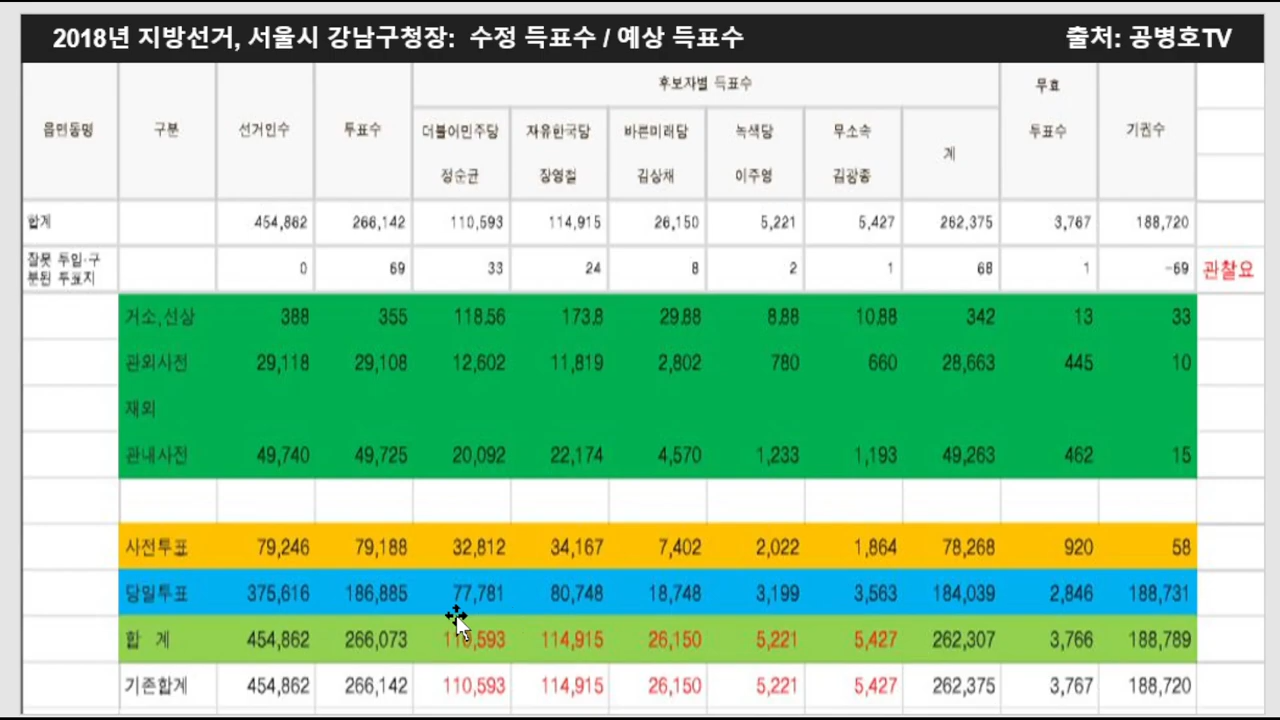 2018년 지방선거, 서울시 강남구청장: 수정 득표수 / 예상 득표수 출처: 공병호TV
후보자별 득표수 무효
읍면동명 구분 선거인수 투표수 더불어민주당 자유한국당 바른미래당 녹색당 무소속 계 투표수 기권수
정순균 장영철 김상채 이주영 김광종
합계 454,862 266,142 110,593 114,915 26,150 5,221 5,427 262,375 3,767 188,720
잘못 투입·구
분된 투표지 0 69 33 24 8 2 1 68 1 -69 관찰요
거소,선상 388 355 118.56 173.8 29.88 8.88 10.88 342 13 33
관외사전 29,118 29,108 12,602 11,819 2,802 780 660 28,663 445 10
재외
관내사전 49,740 49,725 20,092 22,174 4,570 1,233 1,193 49,263 462 15
사전투표 79,246 79,188 32,812 34,167 7,402 2,022 1,864 78,268 920 58
당일투표 375,616 186,885 77,781 80,748 18,748 3,199 3,563 184,039 2,846 188,731
합 계 454,862 266,073 110,593 114,915 26,150 5,221 5,427 262,307 3,766 188,789
기존합계 454,862 266,142 110,593 114,915 26,150 5,221 5,427 262,375 3,767 188,720